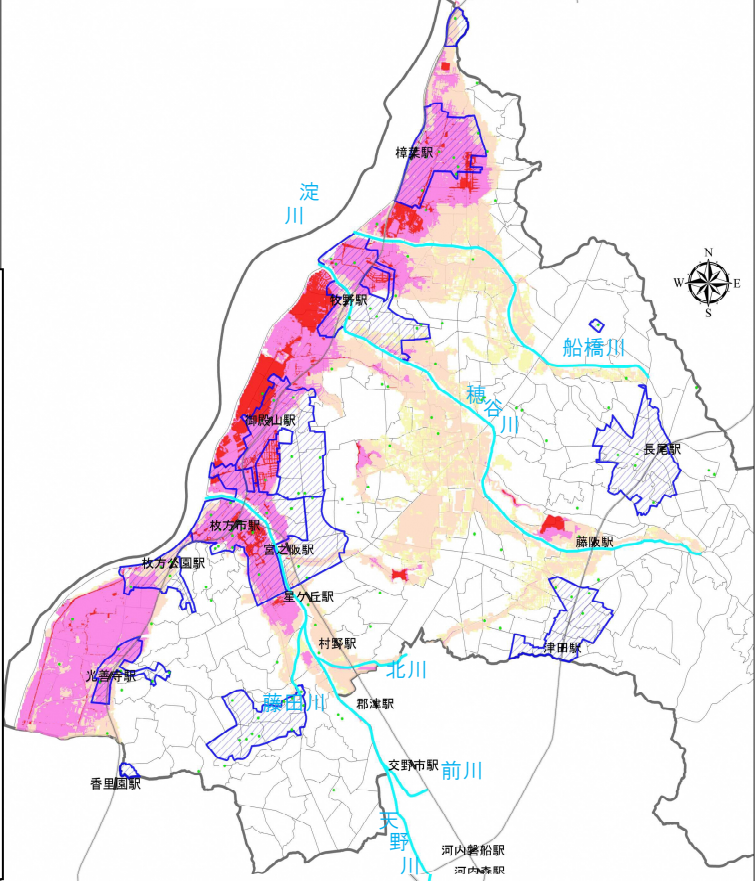 樟葉駅
淀
川
N
W E
S
牧野駅
船橋川
穂
谷
川
御殿山駅
長尾駅
枚方市駅
藤阪駅
宮之阪駅
枚方公園駅
星ケ丘駅
村野駅
津田駅
北川
光善寺駅
藤田川
郡津駅
交野市駅
前川
香里園駅
天
野
川
河内磐船駅
河内森駅